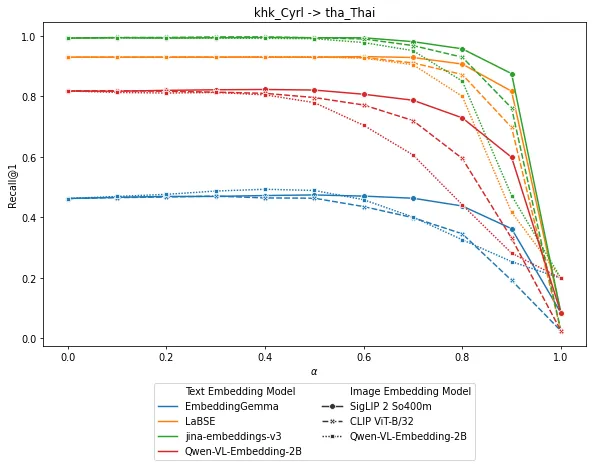 khk_Cyrl -> tha_Thai
Recall@1
1.0
0.8
0.6
0.4
0.2
0.0
0.0 0.2 0.4 0.6 0.8 1.0
α
Text Embedding Model
EmbeddingGemma
LaBSE
jina-embeddings-v3
Qwen-VL-Embedding-2B
Image Embedding Model
SigLIP 2 So400m
CLIP ViT-B/32
Qwen-VL-Embedding-2B